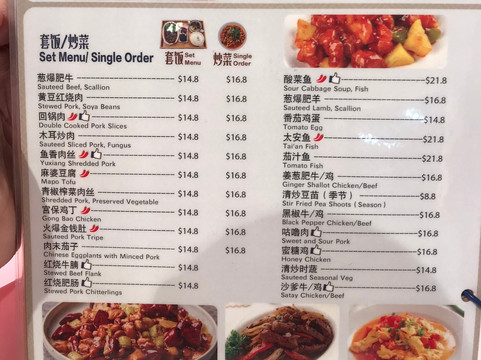 套饭/炒菜
Set Menu/ Single Order
套饭 Set Menu
炒菜 Single Order
葱爆肥牛 $14.8 $16.8
Sauteed Beef, Scallion
黄豆红烧肉 $14.8 $16.8
Stewed Pork, Soya Beans
回锅肉 $14.8 $16.8
Double Cooked Pork Slices
木耳炒肉 $14.8 $16.8
Sauteed Sliced Pork, Fungus
鱼香肉丝 $14.8 $16.8
Yuxiang Shredded Pork
麻婆豆腐 $14.8 $16.8
Mapo Tofu
青椒榨菜肉丝 $14.8 $16.8
Shredded Pork, Preserved Vegetable
宫保鸡丁 $14.8 $16.8
Gong Bao Chicken
火爆金钱肚 $14.8 $16.8
Sauteed Pork Tripe
肉末茄子 $14.8 $16.8
Chinese Eggplants with Minced Pork
红烧牛腩 $14.8
Stewed Beef Flank
红烧肥肠 $14.8
Stewed Pork Chitterlings
酸菜鱼 $21.8
Sour Cabbage Soup, Fish
葱爆肥羊 $16.8
Sauteed Lamb, Scallion
番茄鸡蛋 $14.8
Tomato Egg
太安鱼 $21.8
Tai'an Fish
茄汁鱼 $21.8
Tomato Fish
姜葱肥牛/鸡 $16.8
Ginger Shallot Chicken/Beef
清炒豆苗（季节） $8.8
Stir Fried Pea Shoots ( Season )
黑椒牛/鸡 $16.8
Black Pepper Chicken/Beef
咕噜肉 $16.8
Sweet and Sour Pork
蜜糖鸡 $16.8
Honey Chicken
清炒时蔬 $14.8
Sauteed Seasonal Veg
沙爹牛/鸡 $16.8
Satay Chicken/Beef